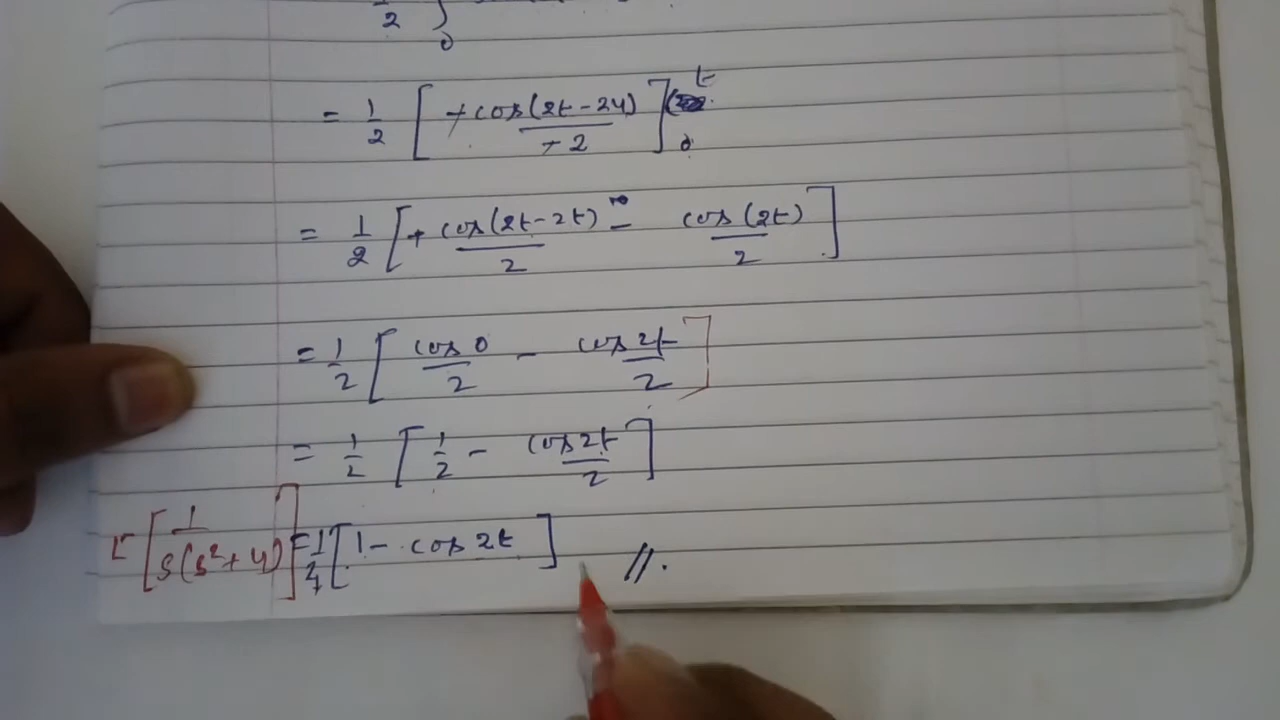 1/2 ∫ 0
= 1/2 [ + cos(2t-2u) / + 2 ] t 0
= 1/2 [ + cos(2t-2t) / 2 - cos(2t) / 2 ]
= 1/2 [ cos 0 / 2 - cos 2t / 2 ]
= 1/2 [ 1/2 - cos 2t / 2 ]
L [ 1 / s(s²+4) ] = 1/4 [ 1 - cos 2t ] //.